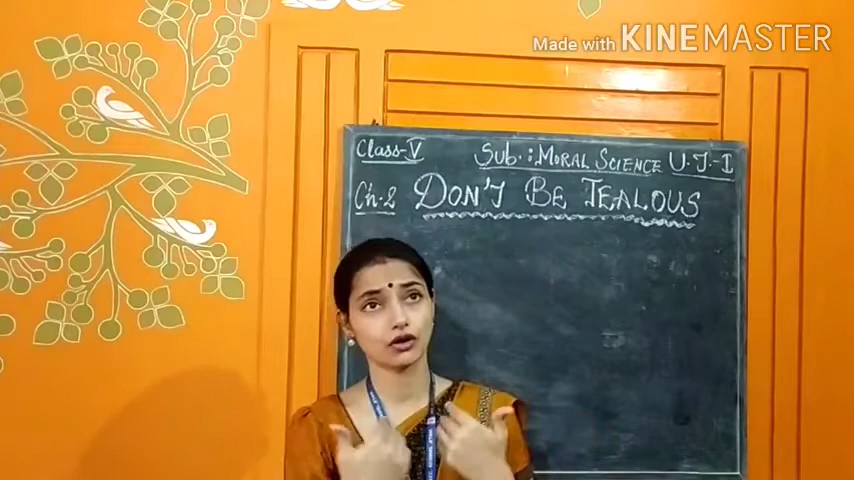 Made with KINEMASTER
Class-V Sub.: MORAL SCIENCE U.T-I
Ch-2 DON'T BE JEALOUS